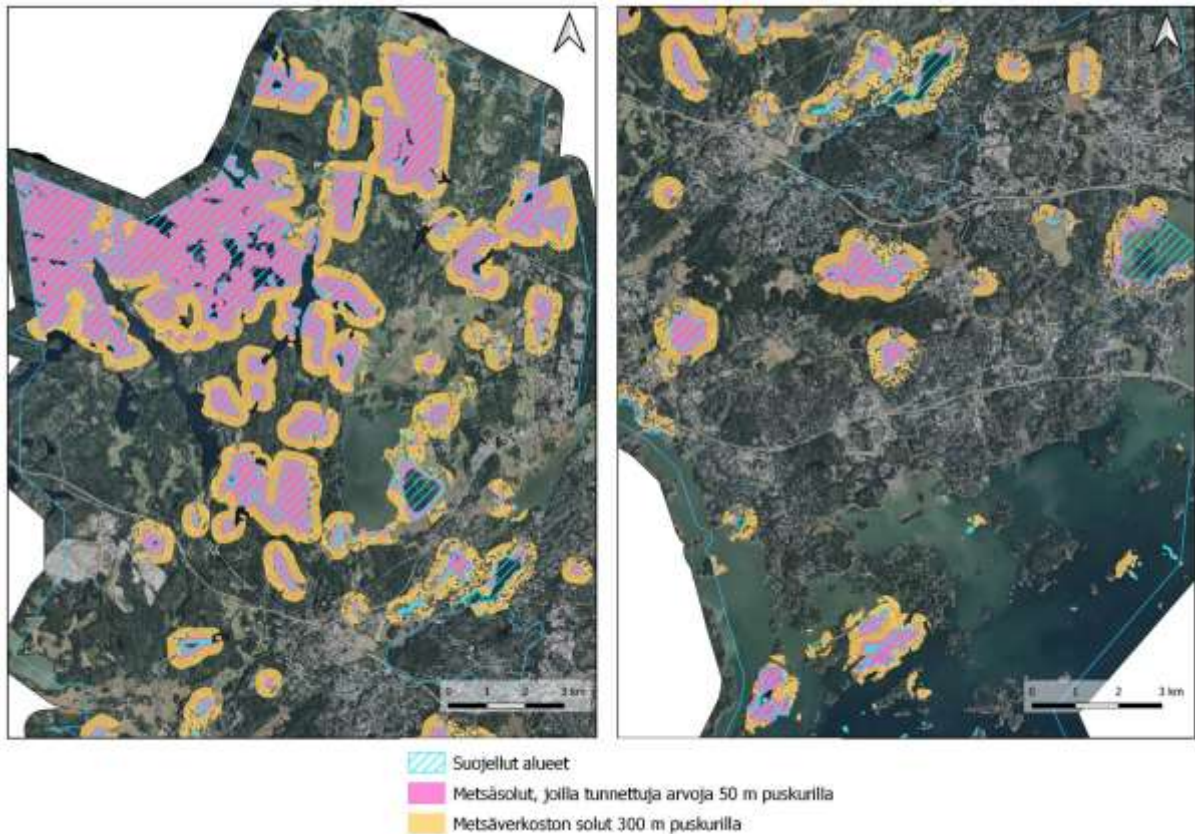 0 1 2 3 km
0 1 2 3 km
Suojellut alueet
Metsäsolut, joilla tunnettuja arvoja 50 m puskurilla
Metsäverkoston solut 300 m puskurilla